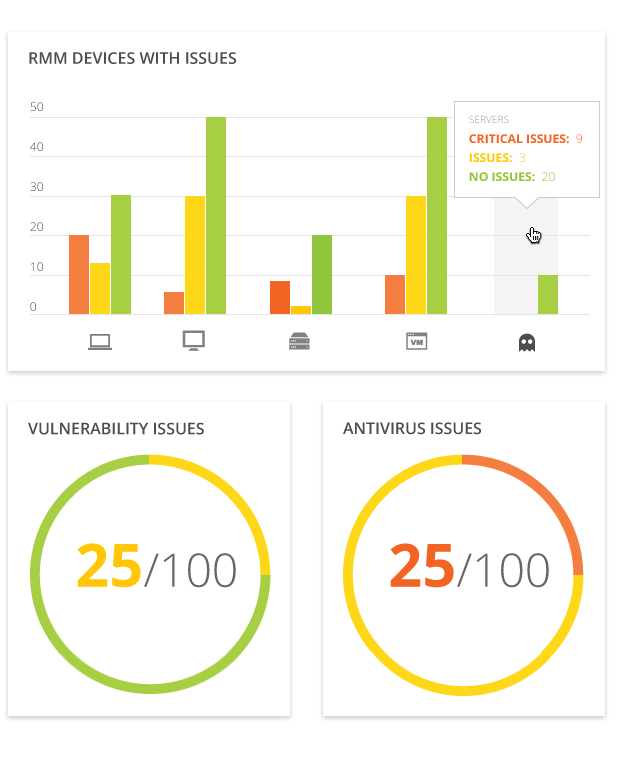 RMM DEVICES WITH ISSUES
50
40
30
20
10
0
SERVERS
CRITICAL ISSUES: 9
ISSUES: 3
NO ISSUES: 20
VM
VULNERABILITY ISSUES
25/100
ANTIVIRUS ISSUES
25/100